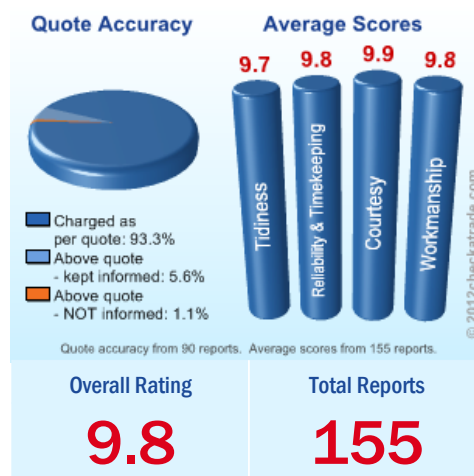 Quote Accuracy
Average Scores
9.7
9.8
9.9
9.8
Tidiness
Reliability & Timekeeping
Courtesy
Workmanship
Charged as
per quote: 93.3%
Above quote
- kept informed: 5.6%
Above quote
- NOT informed: 1.1%
© 2012checkatrade.com
Quote accuracy from 90 reports. Average scores from 155 reports.
Overall Rating
9.8
Total Reports
155